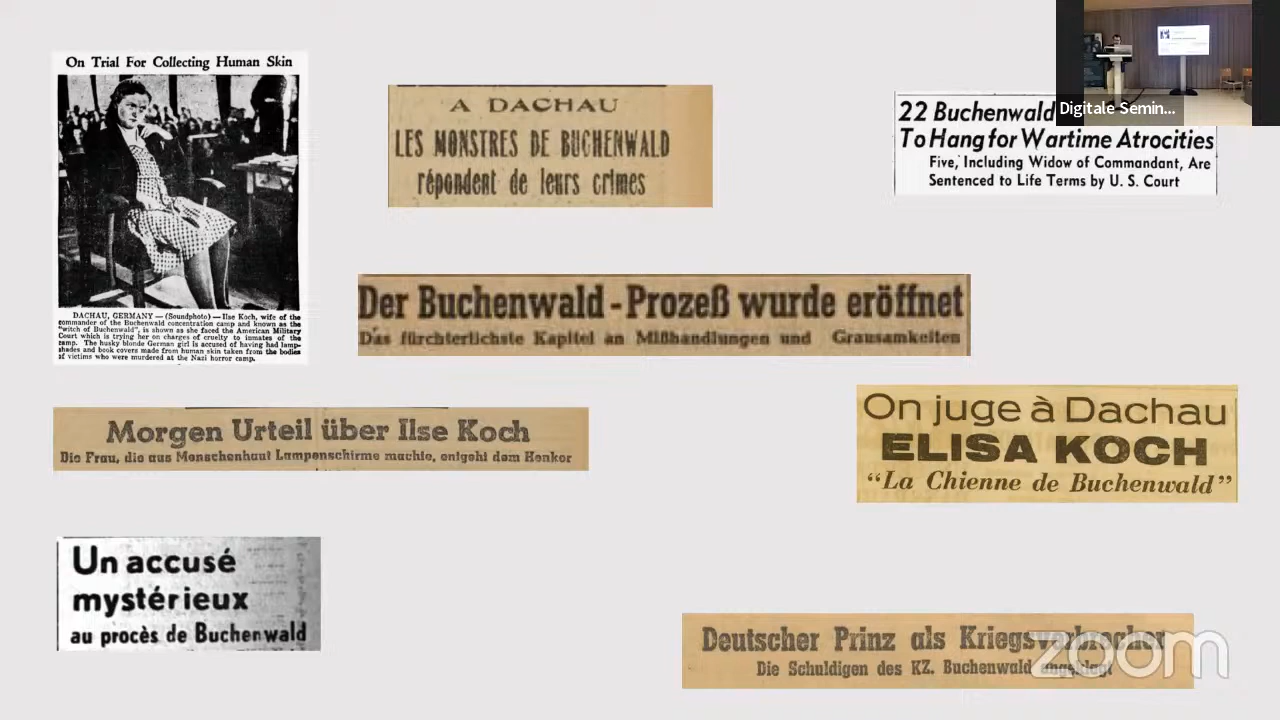 On Trial For Collecting Human Skin
DACHAU, GERMANY — (Soundphoto) — Ilse Koch, wife of the
commander of the Buchenwald concentration camp and known as the
"witch of Buchenwald", is shown as she faced the American Military
Court which is trying her on charges of cruelty to inmates of the
camp. The husky blonde German girl is accused of having had lamp-
shades and book covers made from human skin taken from the bodies
of victims who were murdered at the Nazi horror camp.
A DACHAU
LES MONSTRES DE BUCHENWALD
répondent de leurs crimes
22 Buchenwald
To Hang for Wartime Atrocities
Five, Including Widow of Commandant, Are
Sentenced to Life Terms by U. S. Court
Digitale Semin...
Der Buchenwald-Prozeß wurde eröffnet
Das fürchterlichste Kapitel an Mißhandlungen und Grausamkeiten
Morgen Urteil über Ilse Koch
Die Frau, die aus Menschenhaut Lampenschirme machte, entgeht dem Henker
On juge à Dachau
ELISA KOCH
"La Chienne de Buchenwald"
Un accusé
mystérieux
au procès de Buchenwald
Deutscher Prinz als Kriegsverbrecher
Die Schuldigen des KZ. Buchenwald angeklagt
zoom